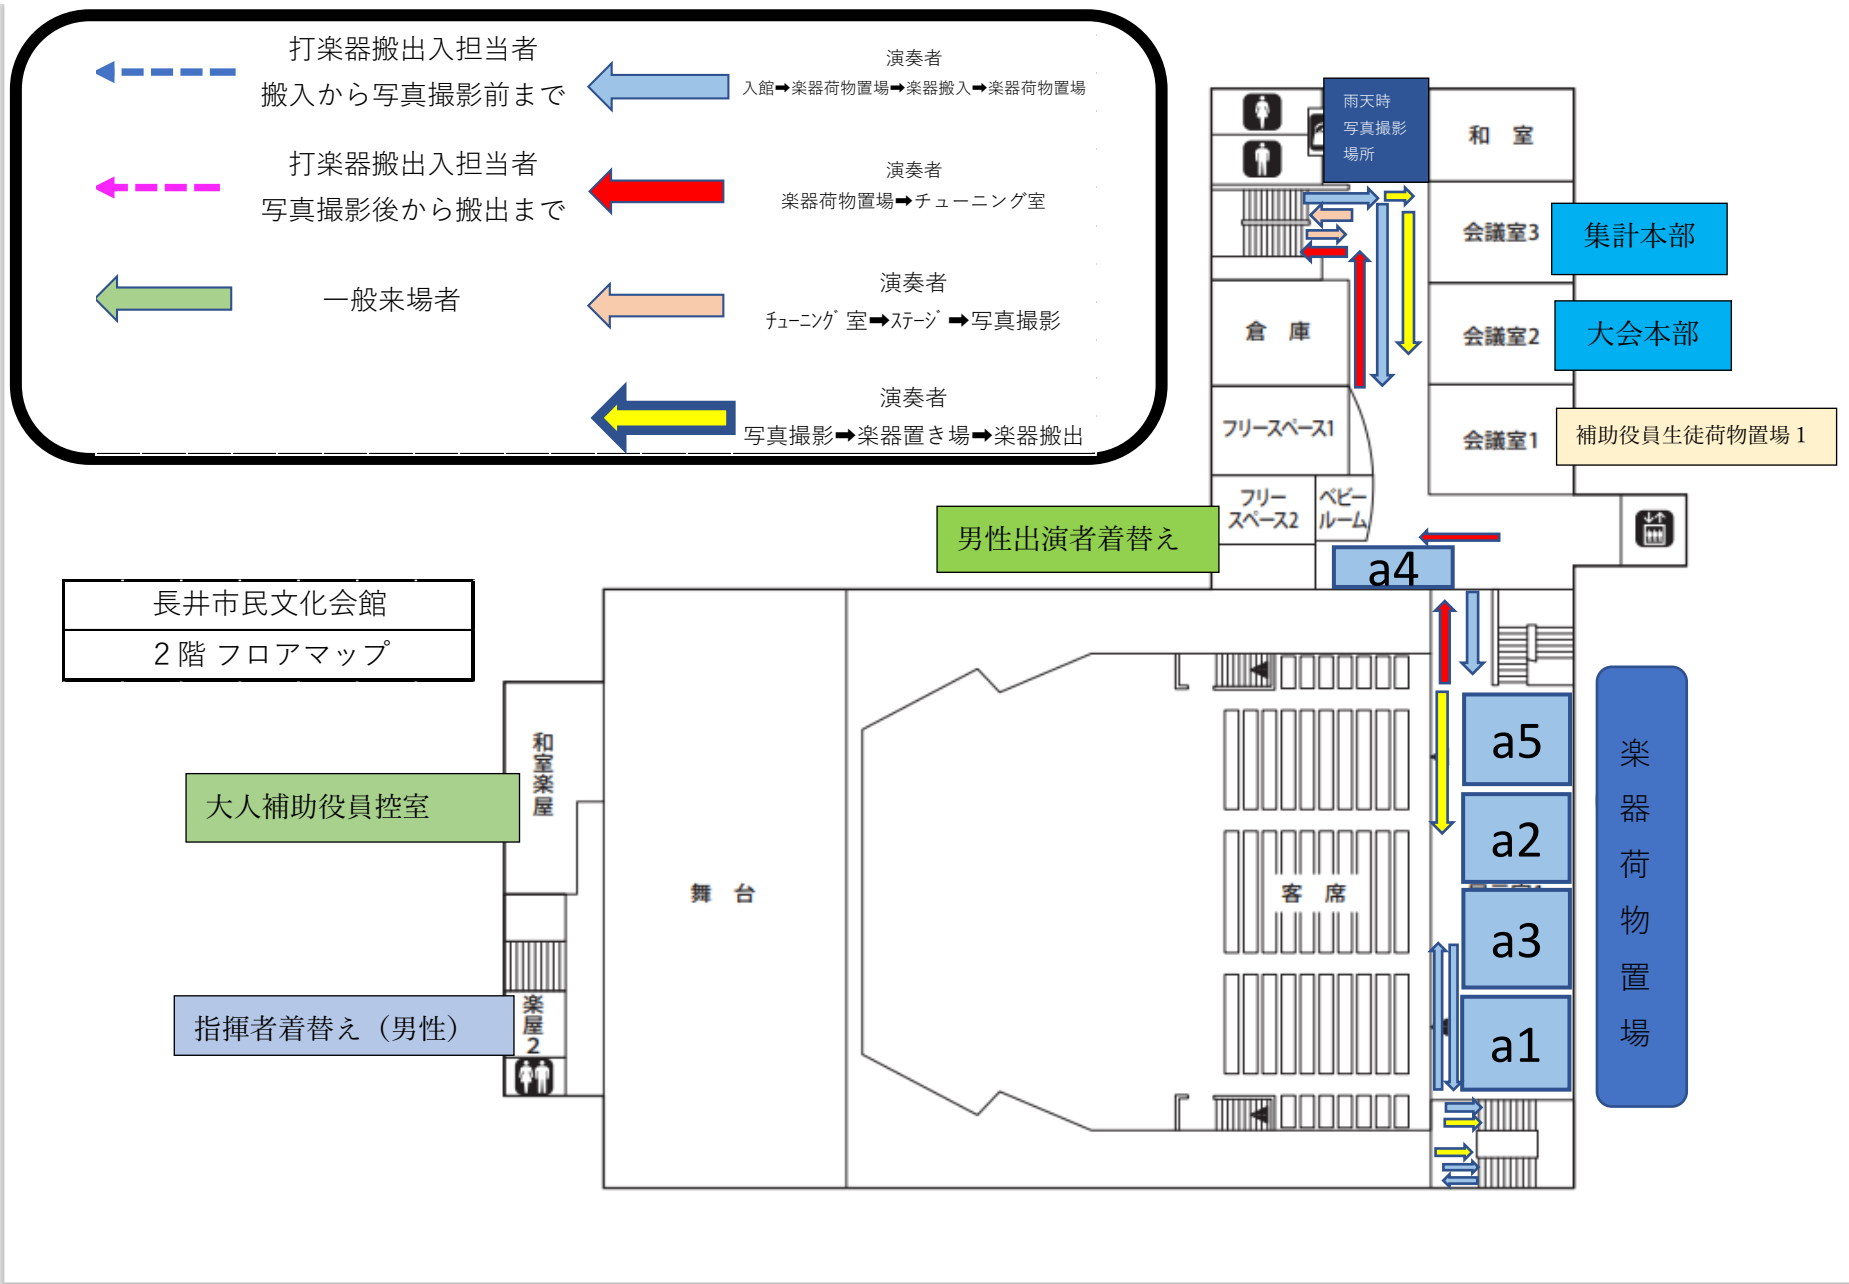 打楽器搬出入担当者
搬入から写真撮影前まで
演奏者
入館➡楽器荷物置場➡楽器搬入➡楽器荷物置場
打楽器搬出入担当者
写真撮影後から搬出まで
演奏者
楽器荷物置場➡チューニング室
一般来場者
演奏者
ﾁｭｰﾆﾝｸﾞ室➡ｽﾃｰｼﾞ➡写真撮影
演奏者
写真撮影➡楽器置き場➡楽器搬出
雨天時
写真撮影
場所
和 室
会議室3
集計本部
倉 庫
会議室2
大会本部
フリースペース1
会議室1
補助役員生徒荷物置場１
フリー
スペース2
ベビー
ルーム
男性出演者着替え
a4
長井市民文化会館
２階 フロアマップ
和室楽屋
大人補助役員控室
舞 台
客 席
a5
a2
a3
a1
楽器荷物置場
楽屋2
指揮者着替え（男性）